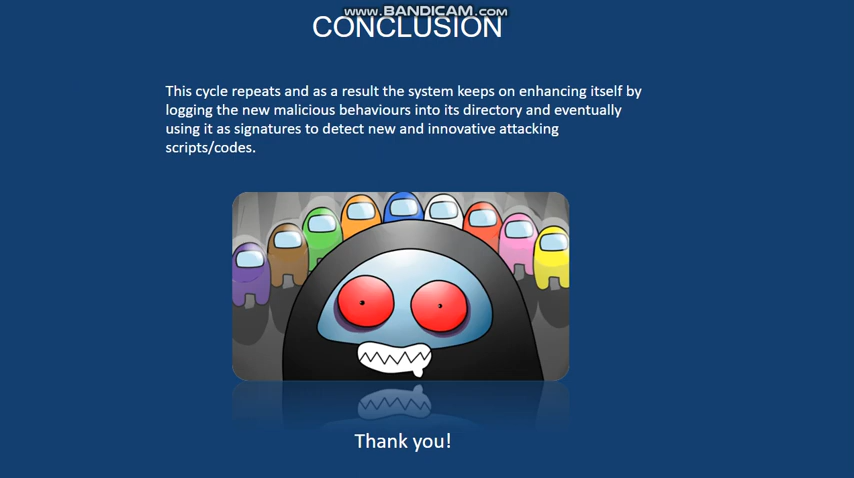 www.BANDICAM.com
CONCLUSION
This cycle repeats and as a result the system keeps on enhancing itself by
logging the new malicious behaviours into its directory and eventually
using it as signatures to detect new and innovative attacking
scripts/codes.
Thank you!